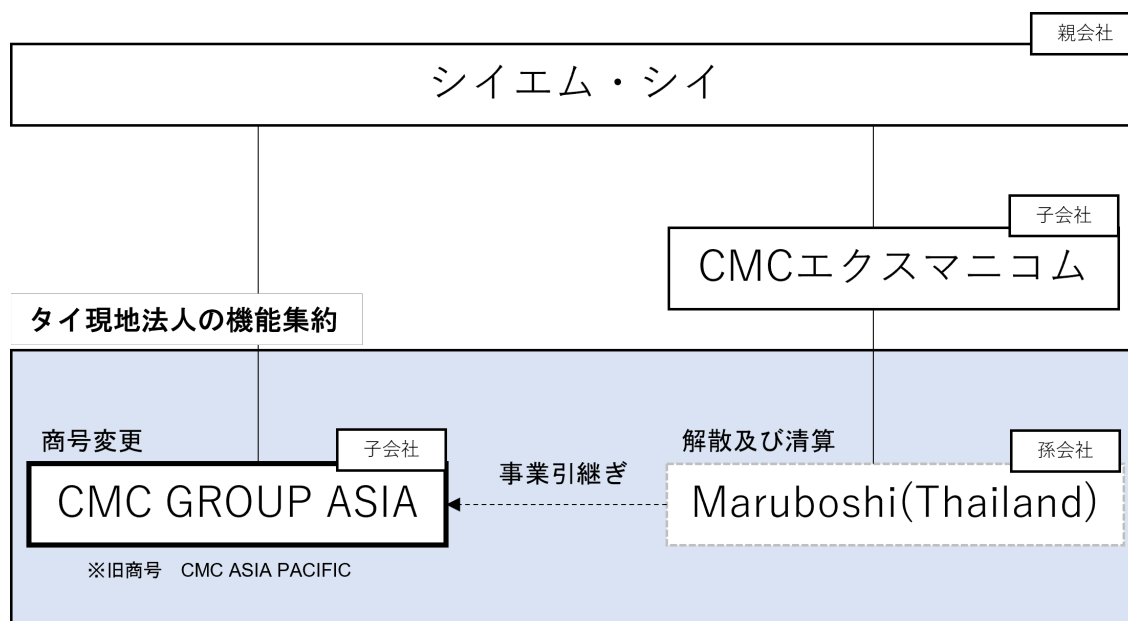 親会社
シイエム・シイ
子会社
CMCエクスマニコム
タイ現地法人の機能集約
商号変更
子会社
CMC GROUP ASIA
※旧商号 CMC ASIA PACIFIC
事業引継ぎ
解散及び清算
孫会社
Maruboshi(Thailand)